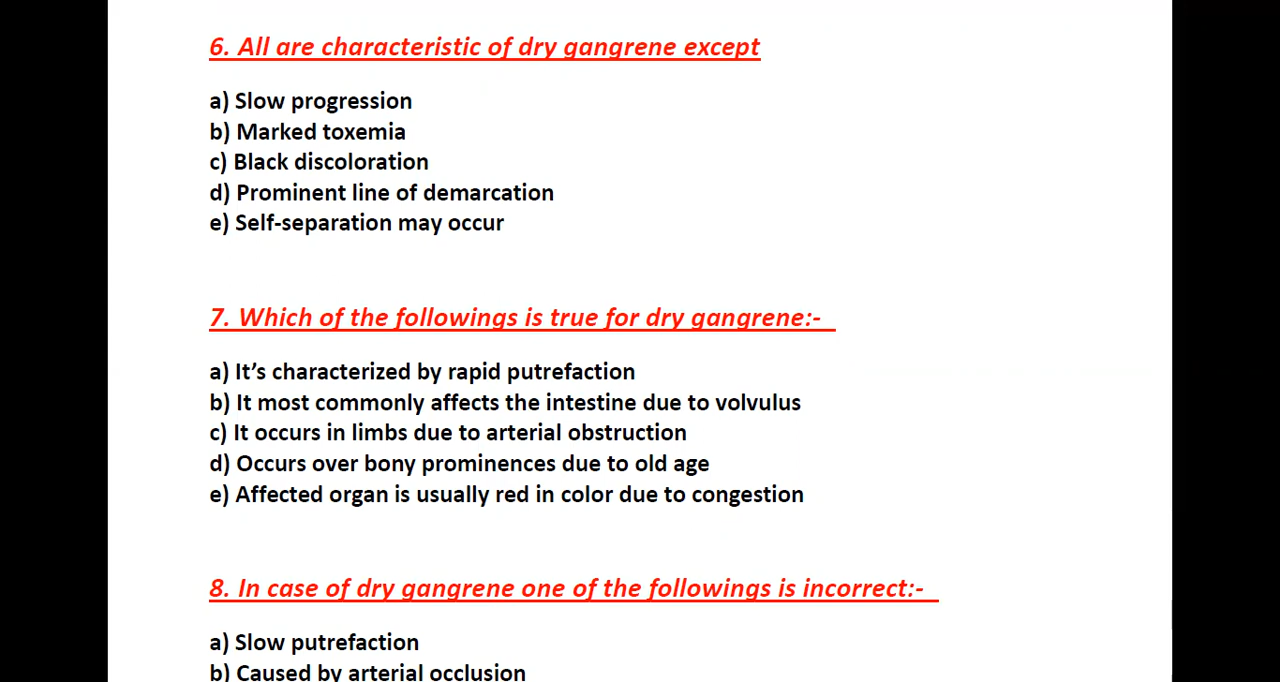 6. All are characteristic of dry gangrene except
a) Slow progression
b) Marked toxemia
c) Black discoloration
d) Prominent line of demarcation
e) Self-separation may occur
7. Which of the followings is true for dry gangrene:-
a) It’s characterized by rapid putrefaction
b) It most commonly affects the intestine due to volvulus
c) It occurs in limbs due to arterial obstruction
d) Occurs over bony prominences due to old age
e) Affected organ is usually red in color due to congestion
8. In case of dry gangrene one of the followings is incorrect:-
a) Slow putrefaction
b) Caused by arterial occlusion